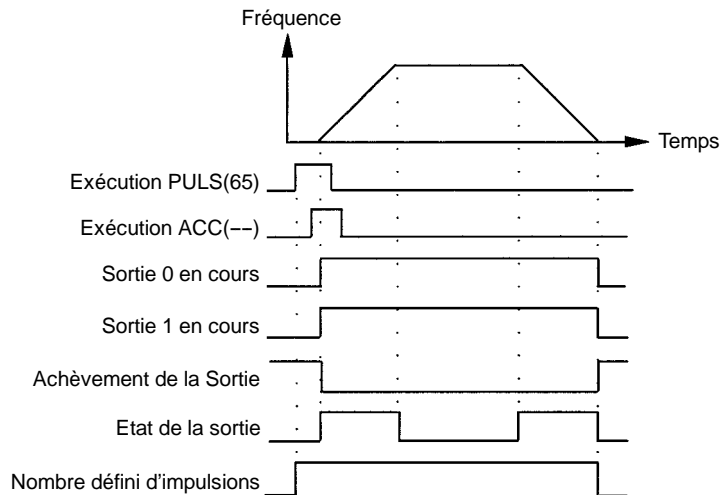 Fréquence
Temps
Exécution PULS(65)
Exécution ACC(−−)
Sortie 0 en cours
Sortie 1 en cours
Achèvement de la Sortie
Etat de la sortie
Nombre défini d'impulsions